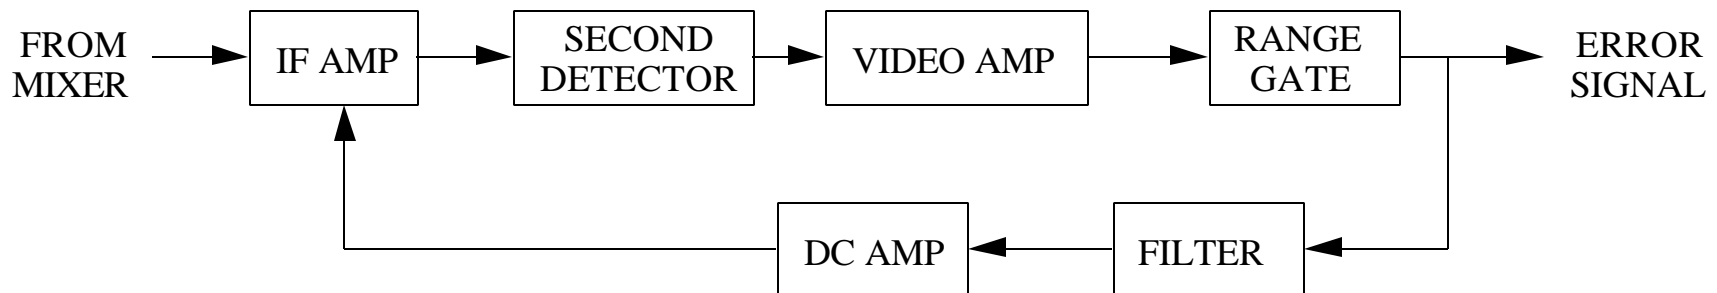 FROM
MIXER
IF AMP
SECOND
DETECTOR
VIDEO AMP
RANGE
GATE
ERROR
SIGNAL
DC AMP
FILTER